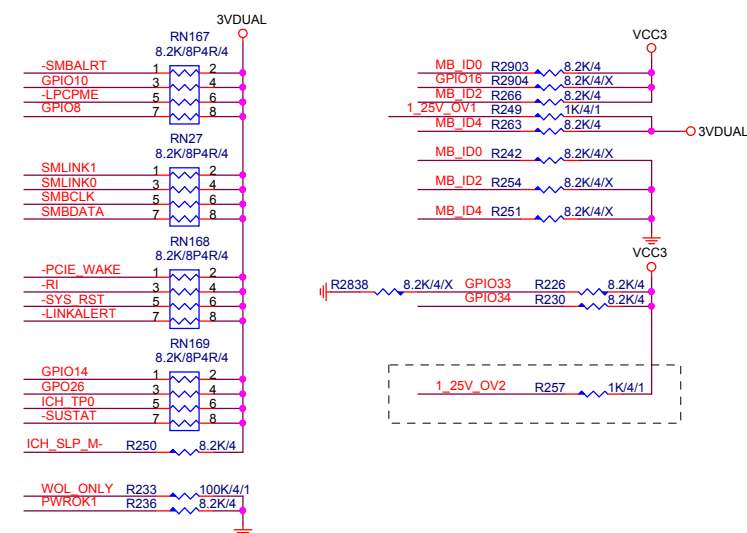 3VDUAL
RN167
8.2K/8P4R/4
-SMBALRT 1 2
GPIO10 3 4
-LPCPME 5 6
GPIO8 7 8
RN27
8.2K/8P4R/4
SMLINK1 1 2
SMLINK0 3 4
SMBCLK 5 6
SMBDATA 7 8
RN168
8.2K/8P4R/4
-PCIE_WAKE 1 2
-RI 3 4
-SYS_RST 5 6
-LINKALERT 7 8
RN169
8.2K/8P4R/4
GPIO14 1 2
GPO26 3 4
ICH_TP0 5 6
-SUSTAT 7 8
ICH_SLP_M- R250 8.2K/4
WOL_ONLY R233 100K/4/1
PWROK1 R236 8.2K/4
VCC3
MB_ID0 R2903 8.2K/4
GPIO16 R2904 8.2K/4/X
MB_ID2 R266 8.2K/4
1_25V_OV1 R249 1K/4/1
MB_ID4 R263 8.2K/4
3VDUAL
MB_ID0 R242 8.2K/4/X
MB_ID2 R254 8.2K/4/X
MB_ID4 R251 8.2K/4/X
VCC3
R2838 8.2K/4/X GPIO33 R226 8.2K/4
GPIO34 R230 8.2K/4
1_25V_OV2 R257 1K/4/1